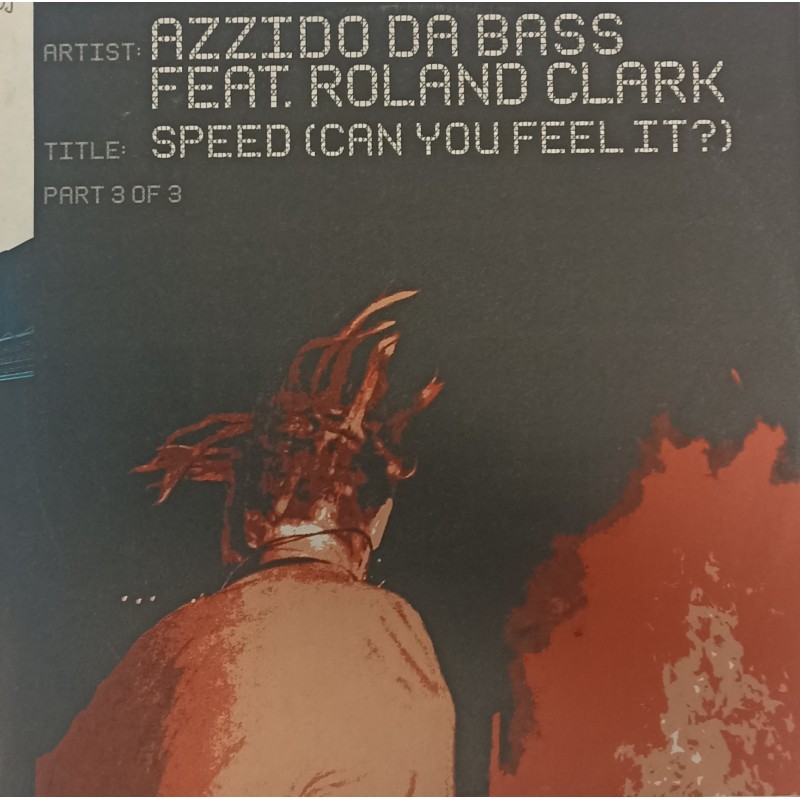 ARTIST: AZZIDO DA BASS
FEAT. ROLAND CLARK
TITLE: SPEED (CAN YOU FEEL IT?)
PART 3 OF 3